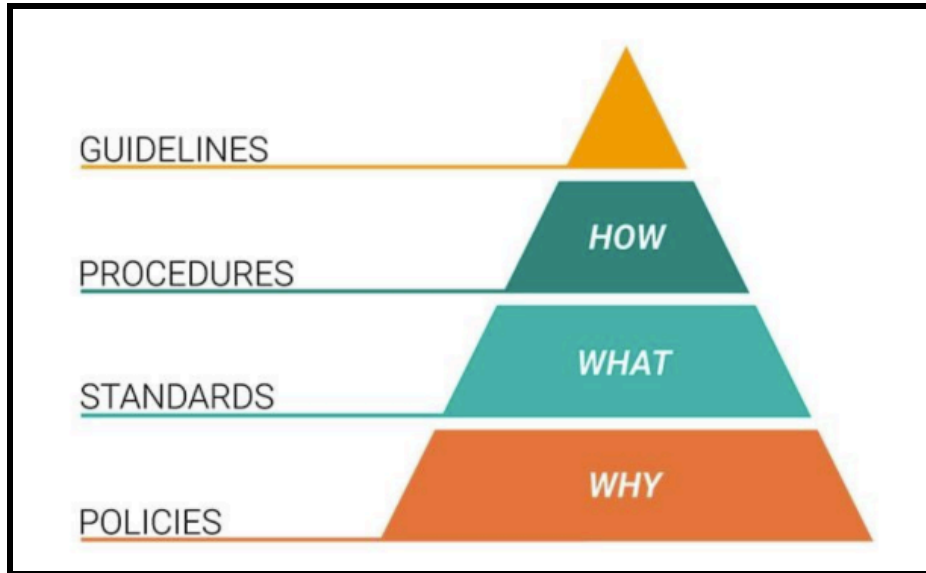 GUIDELINES
HOW
PROCEDURES
WHAT
STANDARDS
WHY
POLICIES